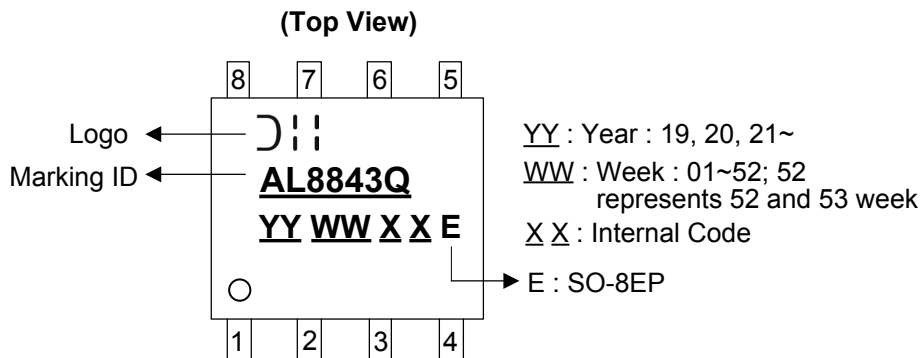 (Top View)
8 7 6 5
Logo
Marking ID
AL8843Q
YY WW X X E
YY : Year : 19, 20, 21~
WW : Week : 01~52; 52
represents 52 and 53 week
X X : Internal Code
E : SO-8EP
1 2 3 4